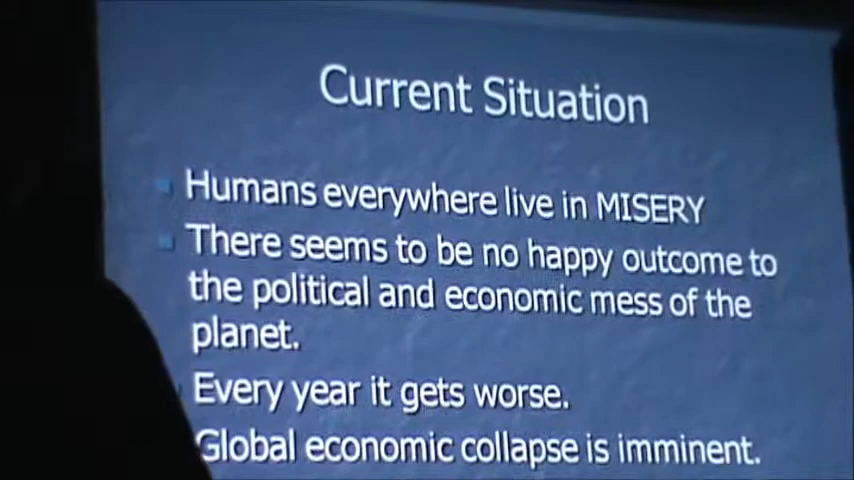 Current Situation
Humans everywhere live in MISERY
There seems to be no happy outcome to
the political and economic mess of the
planet.
Every year it gets worse.
Global economic collapse is imminent.